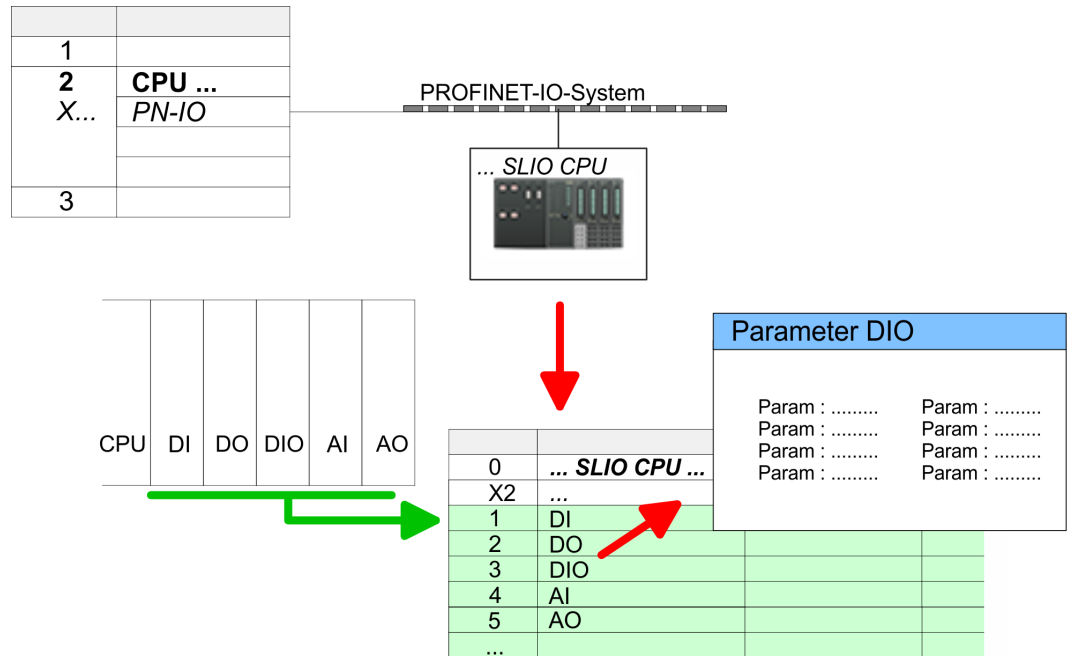 1
2 CPU ...
X... PN-IO
3
PROFINET-IO-System
... SLIO CPU
CPU DI DO DIO AI AO
Parameter DIO
Param : ......... Param : .........
Param : ......... Param : .........
Param : ......... Param : .........
Param : ......... Param : .........
0 ... SLIO CPU ...
X2 ...
1 DI
2 DO
3 DIO
4 AI
5 AO
...